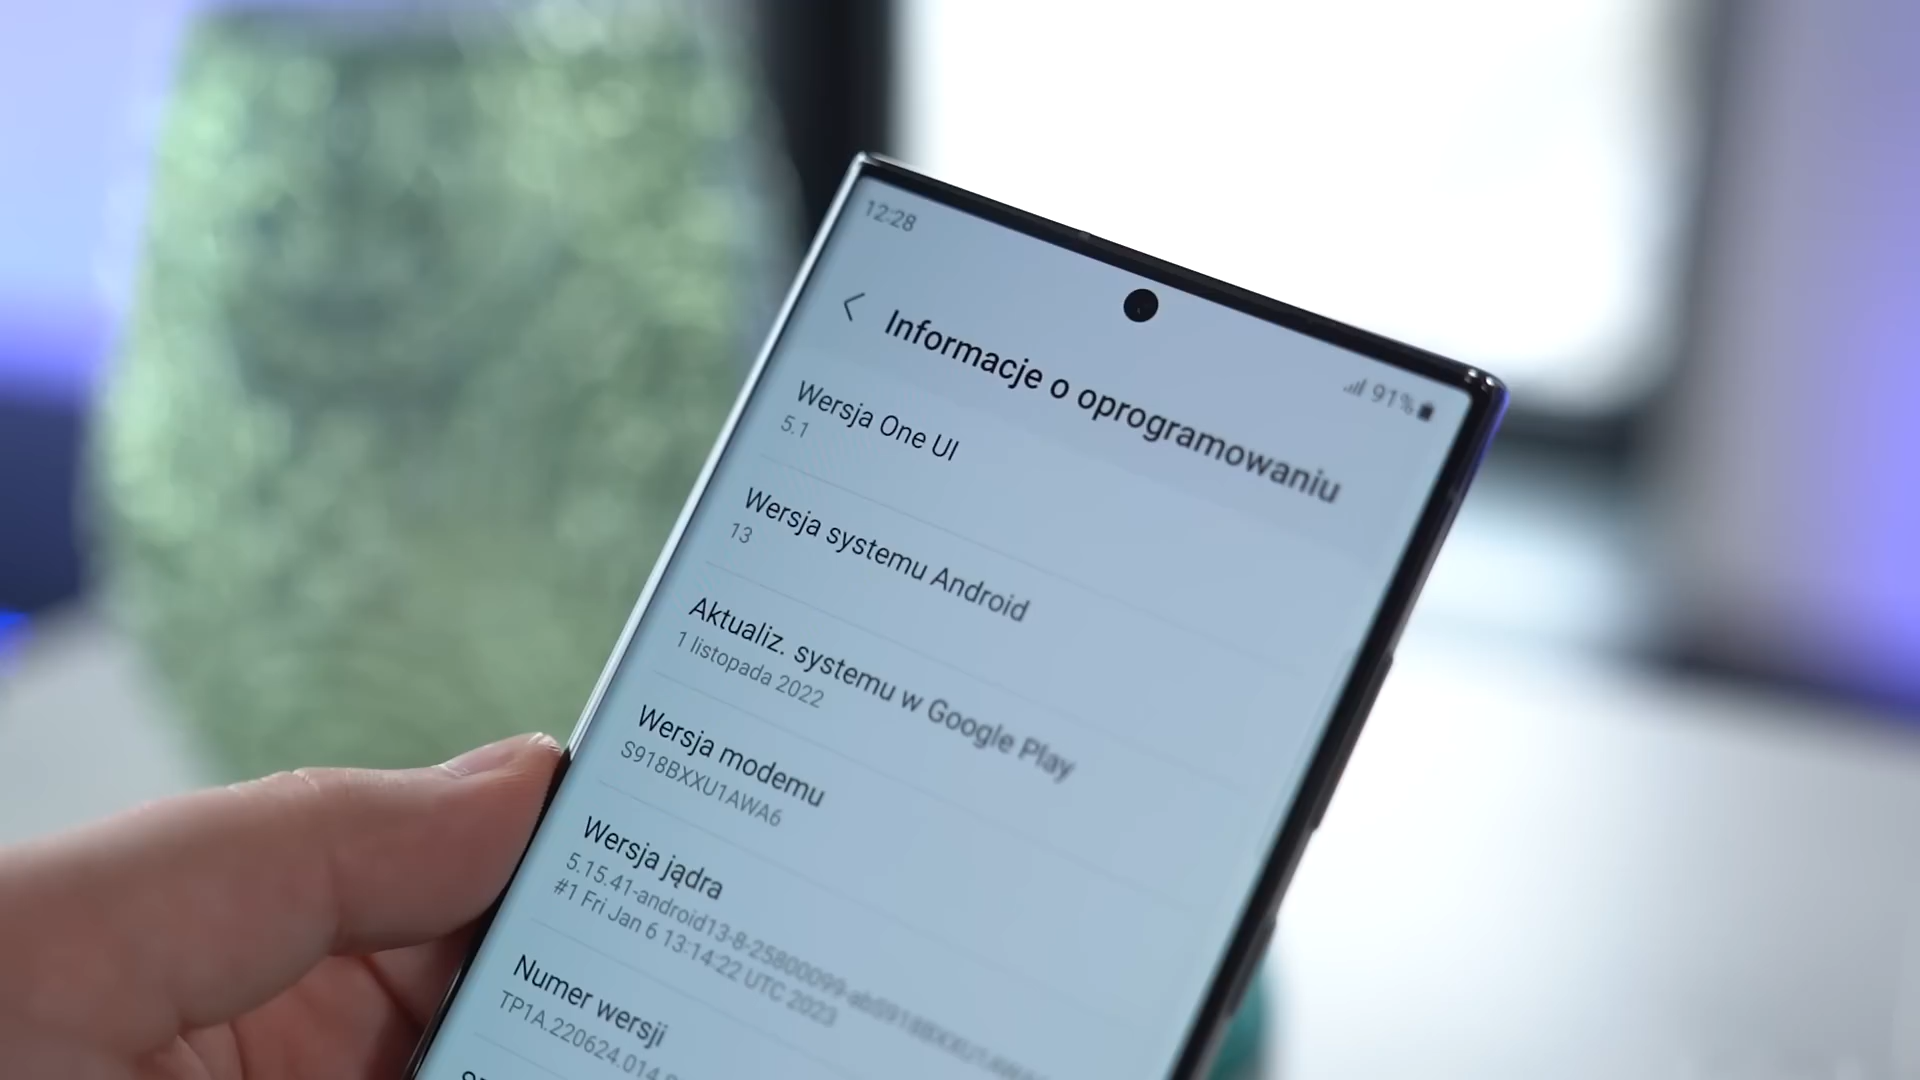 12:28
91%
Informacje o oprogramowaniu
Wersja One UI
5.1
Wersja systemu Android
13
Aktualiz. systemu w Google Play
1 listopada 2022
Wersja modemu
S918BXXU1AWA6
Wersja jądra
5.15.41-android13-8-25800099-abS918BXXU1AWA6
#1 Fri Jan 6 13:14:22 UTC 2023
Numer wersji
TP1A.220624.014